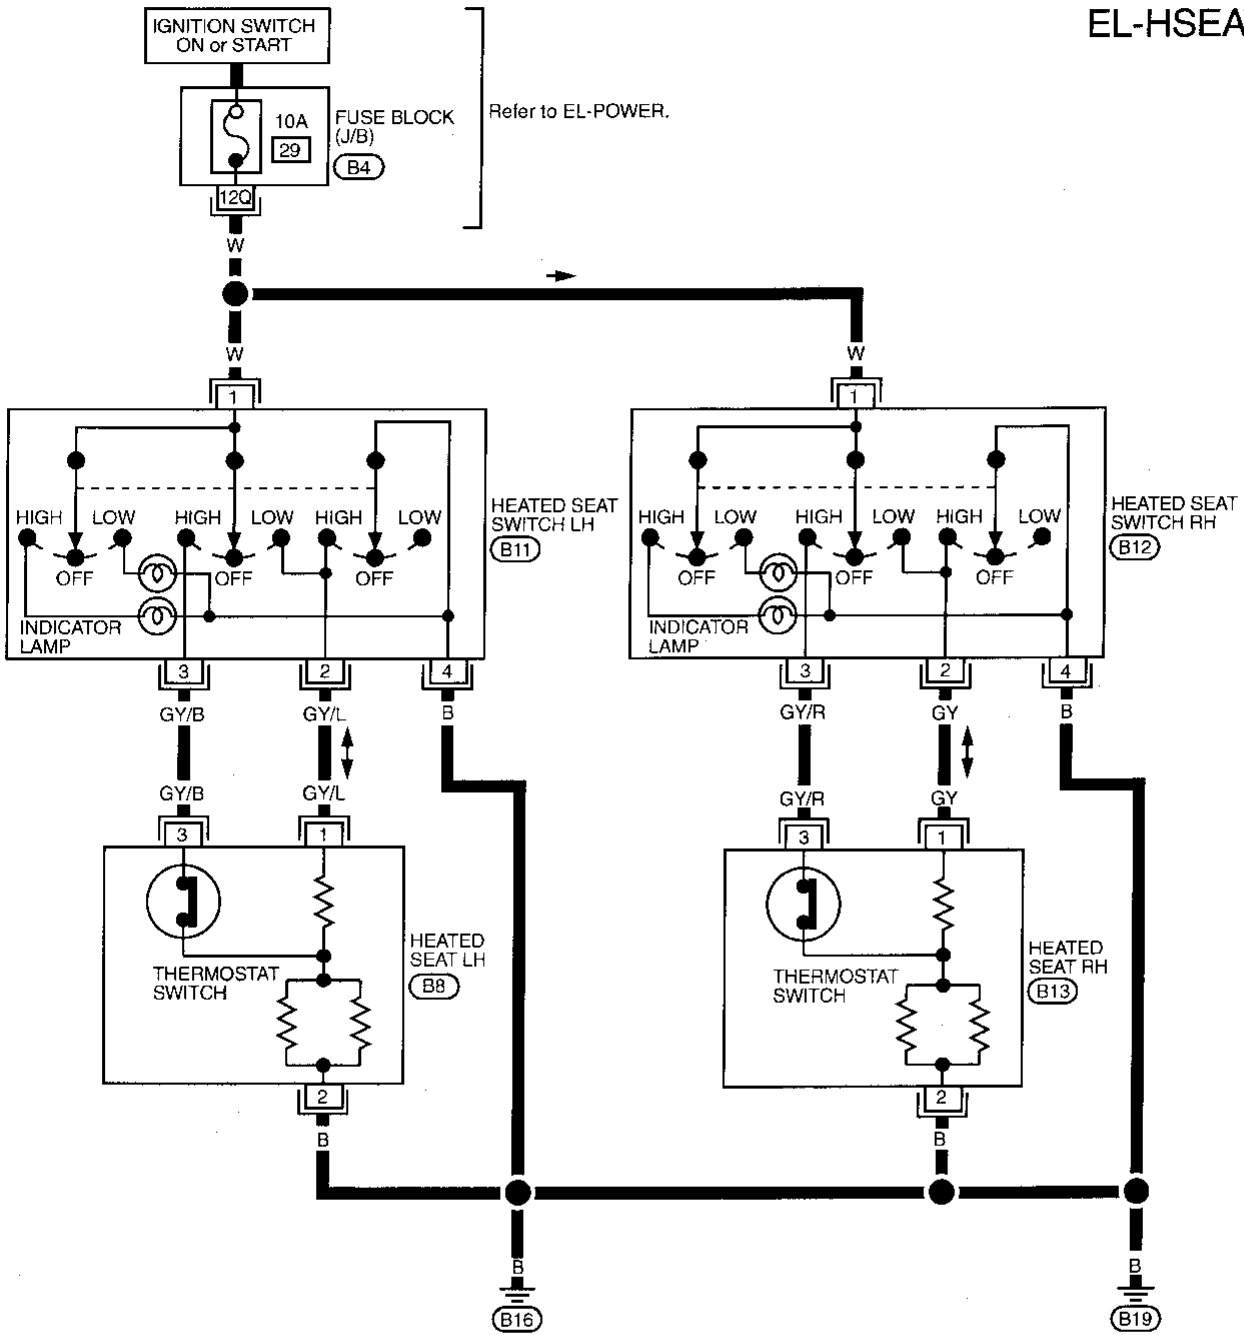 EL-HSEA
IGNITION SWITCH
ON or START
10A
29
FUSE BLOCK
(J/B)
B4
Refer to EL-POWER.
12Q
W
W
W
1
1
HIGH
LOW
HIGH
LOW
HIGH
LOW
OFF
OFF
OFF
INDICATOR
LAMP
HEATED SEAT
SWITCH LH
B11
HIGH
LOW
HIGH
LOW
HIGH
LOW
OFF
OFF
OFF
INDICATOR
LAMP
HEATED SEAT
SWITCH RH
B12
3
2
4
3
2
4
GY/B
GY/L
B
GY/R
GY
B
GY/B
GY/L
GY/R
GY
3
1
3
1
THERMOSTAT
SWITCH
HEATED
SEAT LH
B8
THERMOSTAT
SWITCH
HEATED
SEAT RH
B13
2
2
B
B
B
B
B16
B19